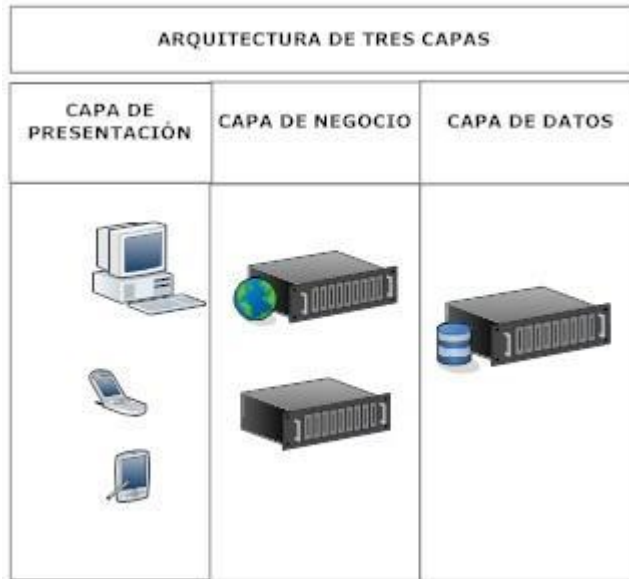 ARQUITECTURA DE TRES CAPAS
CAPA DE
PRESENTACIÓN
CAPA DE NEGOCIO
CAPA DE DATOS